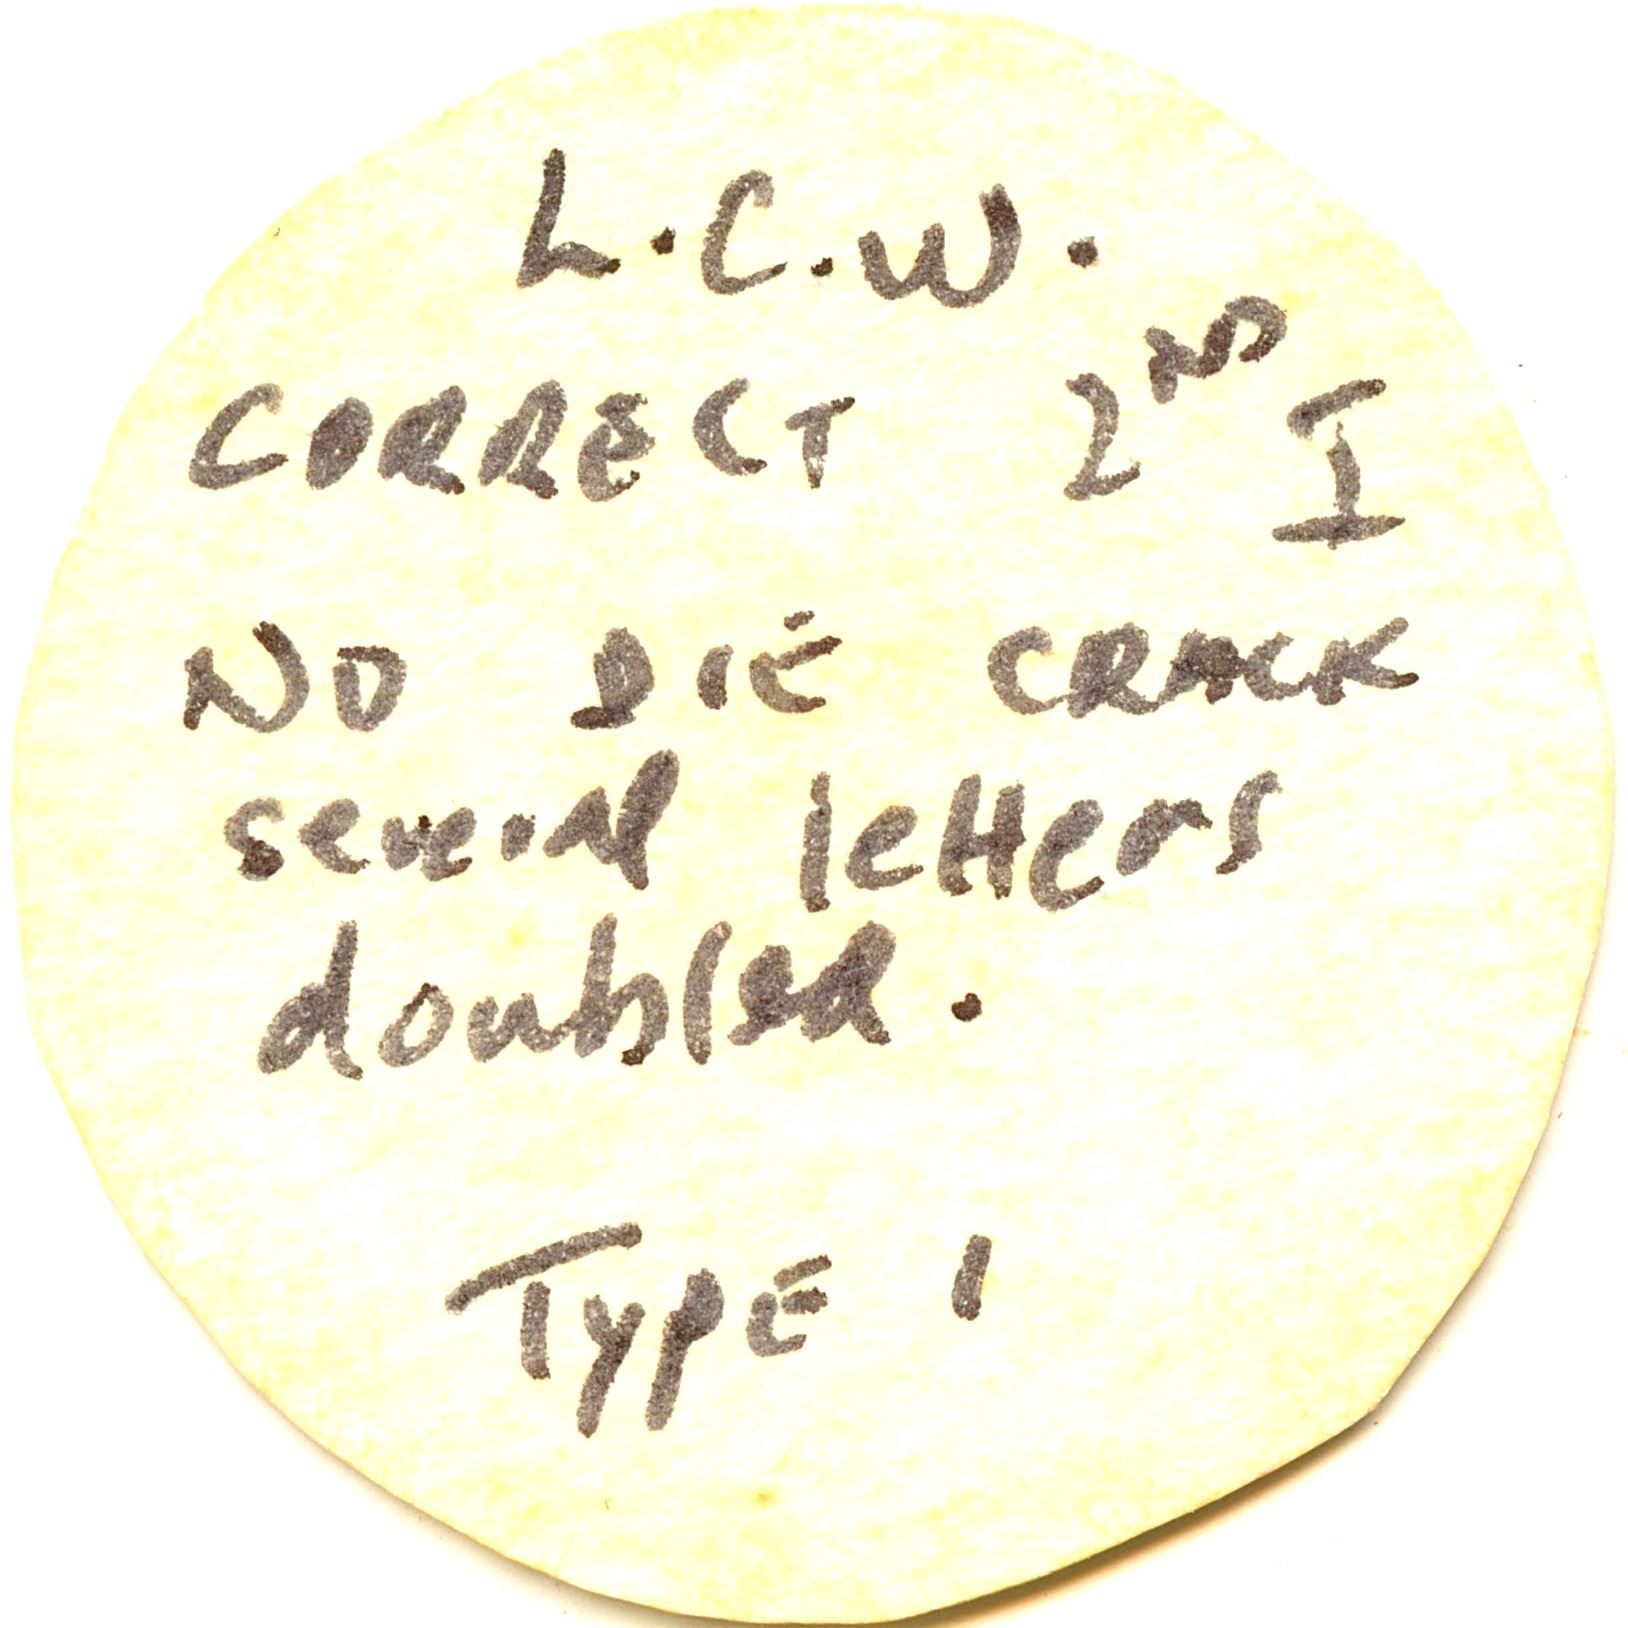 L.C.W.
CORRECT 2ND I
NO DIE CRACK
several letters
doubled.
TYPE 1